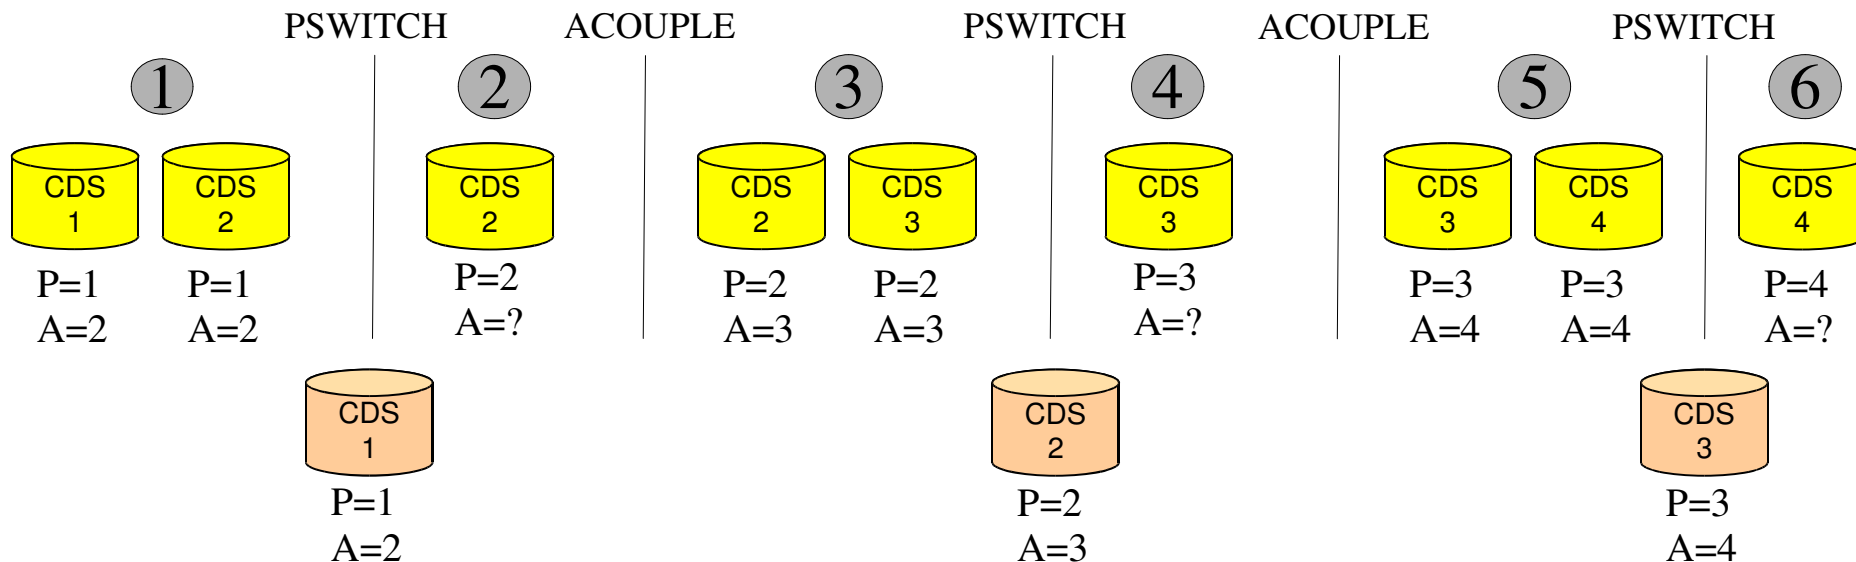 PSWITCH ACOUPLE PSWITCH ACOUPLE PSWITCH
1 2 3 4 5 6
CDS CDS CDS CDS CDS CDS CDS CDS CDS
1 2 2 2 3 3 3 4 4
P=1 P=1 P=2 P=2 P=2 P=3 P=3 P=3 P=4
A=2 A=2 A=? A=3 A=3 A=? A=4 A=4 A=?
CDS CDS CDS
1 2 3
P=1 P=2 P=3
A=2 A=3 A=4